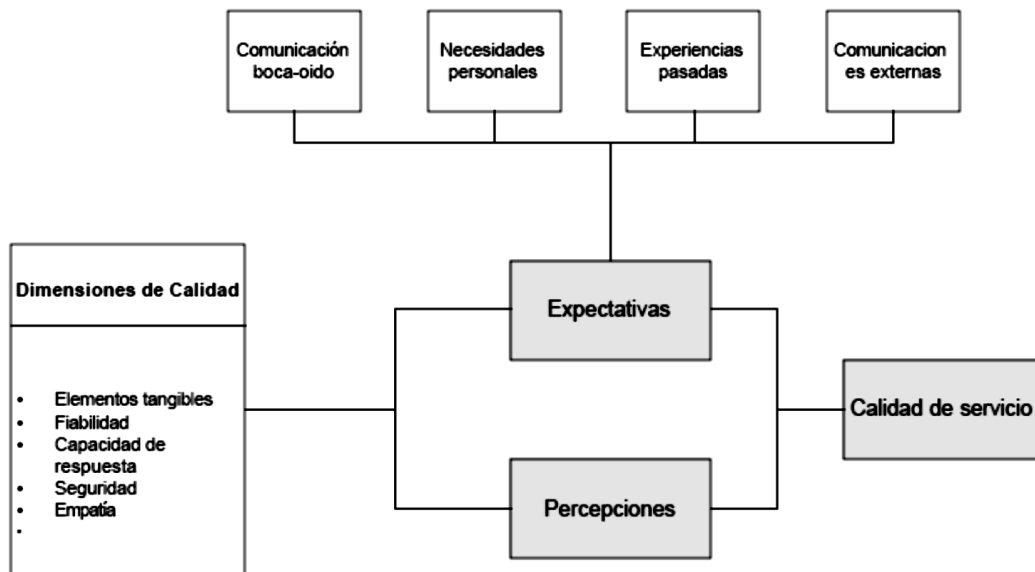 Comunicación
boca-oido
Necesidades
personales
Experiencias
pasadas
Comunicacion
es externas
Dimensiones de Calidad
• Elementos tangibles
• Fiabilidad
• Capacidad de
respuesta
• Seguridad
• Empatía
•
Expectativas
Percepciones
Calidad de servicio